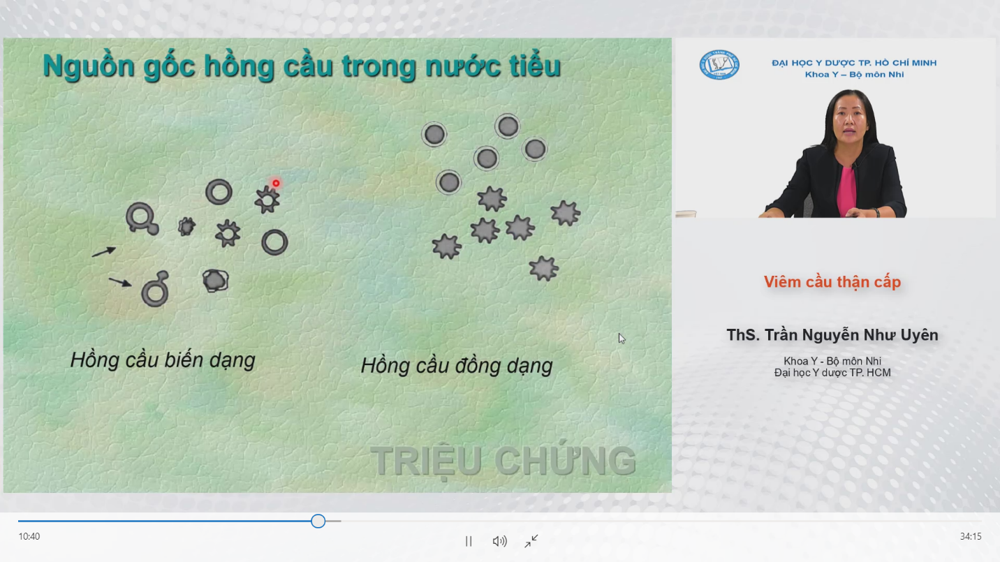 Nguồn gốc hồng cầu trong nước tiểu
Hồng cầu biến dạng
Hồng cầu đồng dạng
TRIỆU CHỨNG
ĐẠI HỌC Y DƯỢC TP. HỒ CHÍ MINH
Khoa Y – Bộ môn Nhi
Viêm cầu thận cấp
ThS. Trần Nguyễn Như Uyên
Khoa Y - Bộ môn Nhi
Đại học Y dược TP. HCM
10:40
34:15